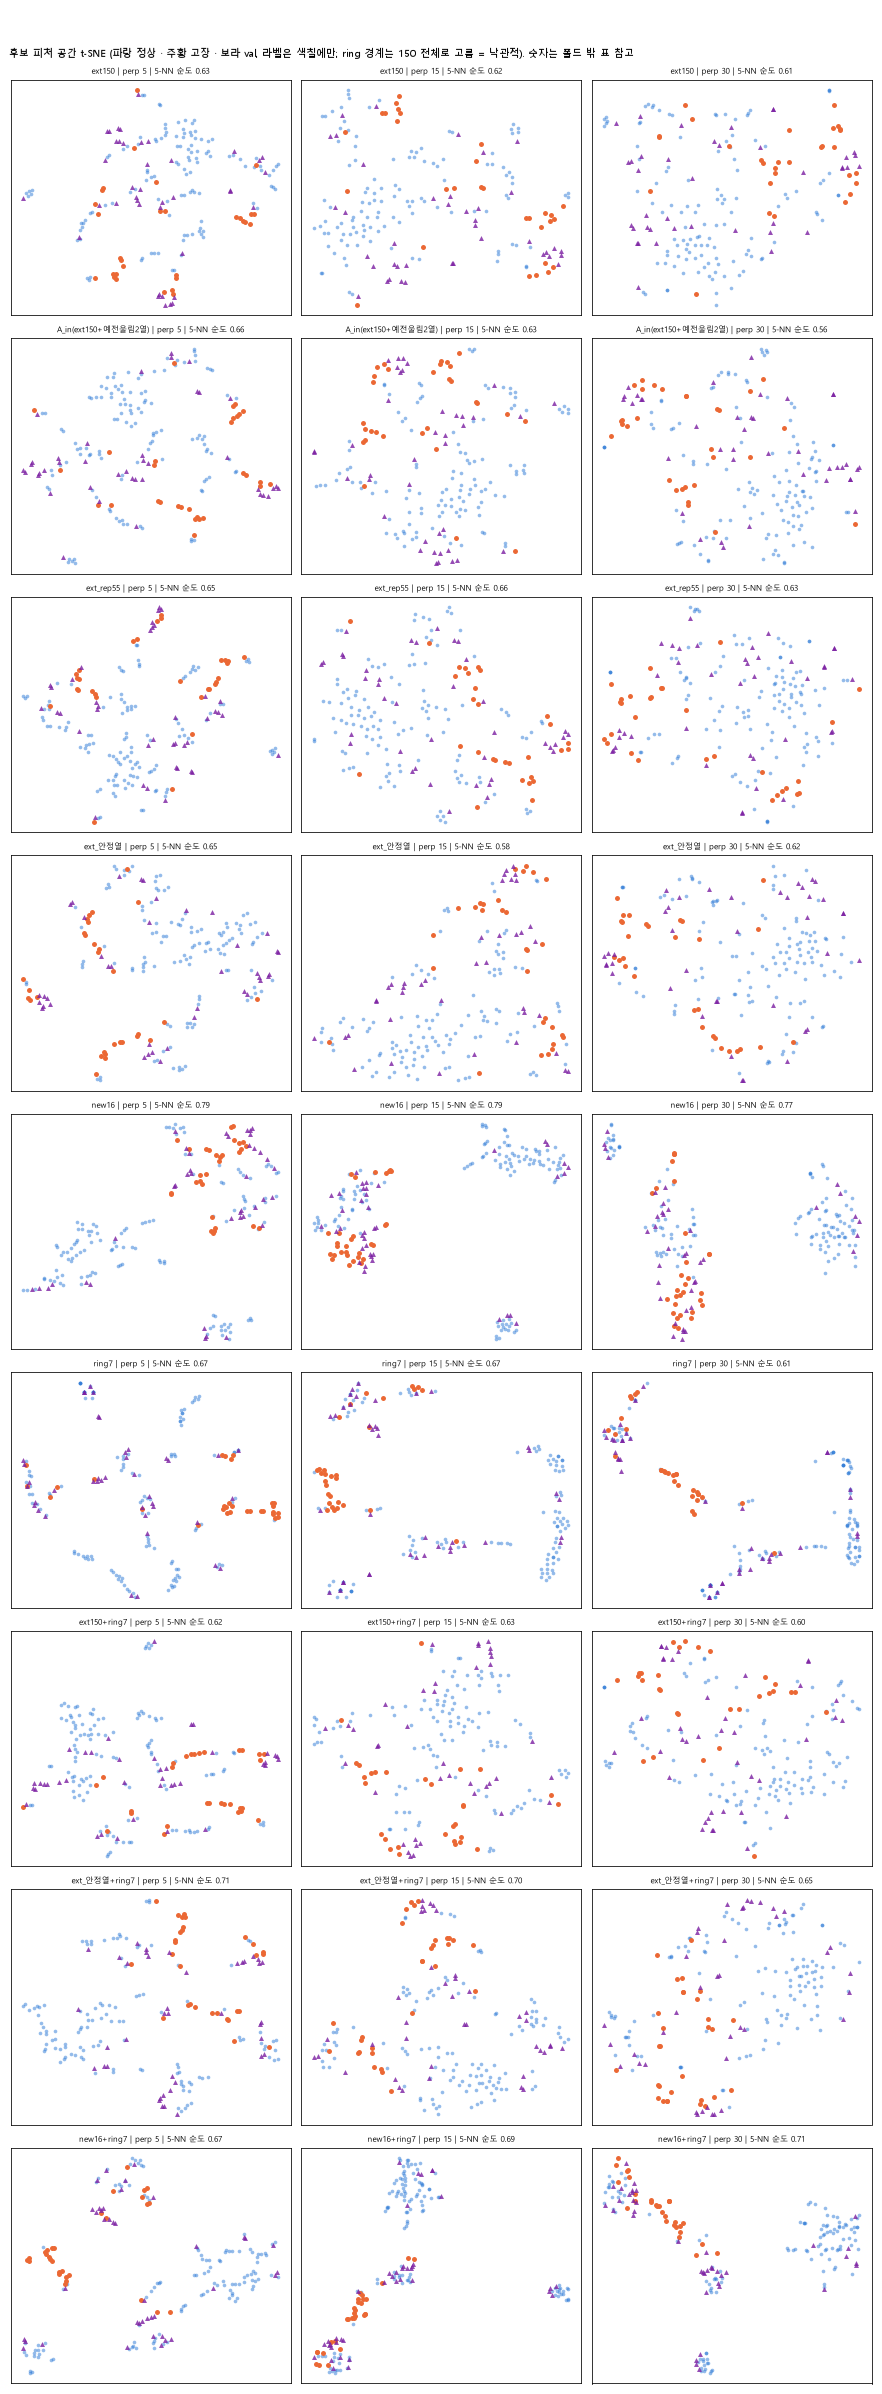 후보 피처 공간 t-SNE (파랑 정상 · 주황 고장 · 보라 val, 라벨은 색칠에만; ring 경계는 150 전체로 고름 = 낙관적). 숫자는 폴드 밖 표 참고
ext150 | perp 5 | 5-NN 순도 0.63
ext150 | perp 15 | 5-NN 순도 0.62
ext150 | perp 30 | 5-NN 순도 0.61
A_in(ext150+예전울림2열) | perp 5 | 5-NN 순도 0.66
A_in(ext150+예전울림2열) | perp 15 | 5-NN 순도 0.63
A_in(ext150+예전울림2열) | perp 30 | 5-NN 순도 0.56
ext_rep55 | perp 5 | 5-NN 순도 0.65
ext_rep55 | perp 15 | 5-NN 순도 0.66
ext_rep55 | perp 30 | 5-NN 순도 0.63
ext_안정열 | perp 5 | 5-NN 순도 0.65
ext_안정열 | perp 15 | 5-NN 순도 0.58
ext_안정열 | perp 30 | 5-NN 순도 0.62
new16 | perp 5 | 5-NN 순도 0.79
new16 | perp 15 | 5-NN 순도 0.79
new16 | perp 30 | 5-NN 순도 0.77
ring7 | perp 5 | 5-NN 순도 0.67
ring7 | perp 15 | 5-NN 순도 0.67
ring7 | perp 30 | 5-NN 순도 0.61
ext150+ring7 | perp 5 | 5-NN 순도 0.62
ext150+ring7 | perp 15 | 5-NN 순도 0.63
ext150+ring7 | perp 30 | 5-NN 순도 0.60
ext_안정열+ring7 | perp 5 | 5-NN 순도 0.71
ext_안정열+ring7 | perp 15 | 5-NN 순도 0.70
ext_안정열+ring7 | perp 30 | 5-NN 순도 0.65
new16+ring7 | perp 5 | 5-NN 순도 0.67
new16+ring7 | perp 15 | 5-NN 순도 0.69
new16+ring7 | perp 30 | 5-NN 순도 0.71